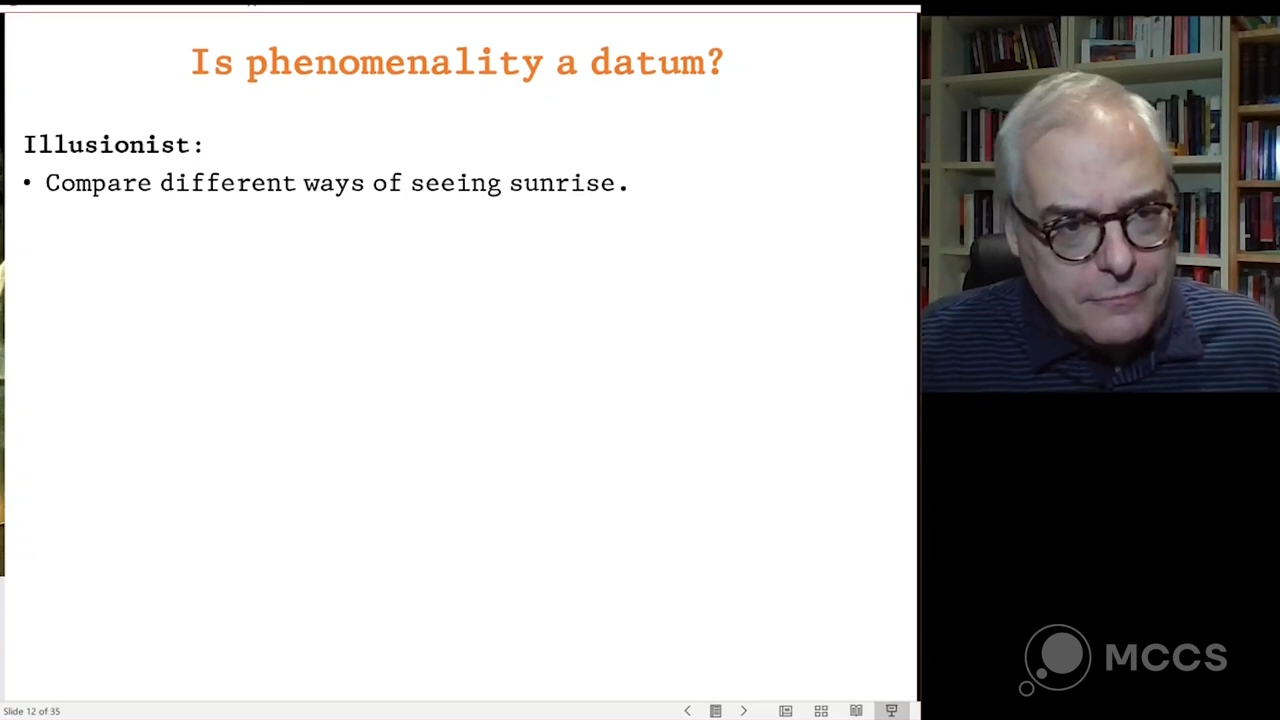 Is phenomenality a datum?
Illusionist:
• Compare different ways of seeing sunrise.
Slide 12 of 35
MCCS